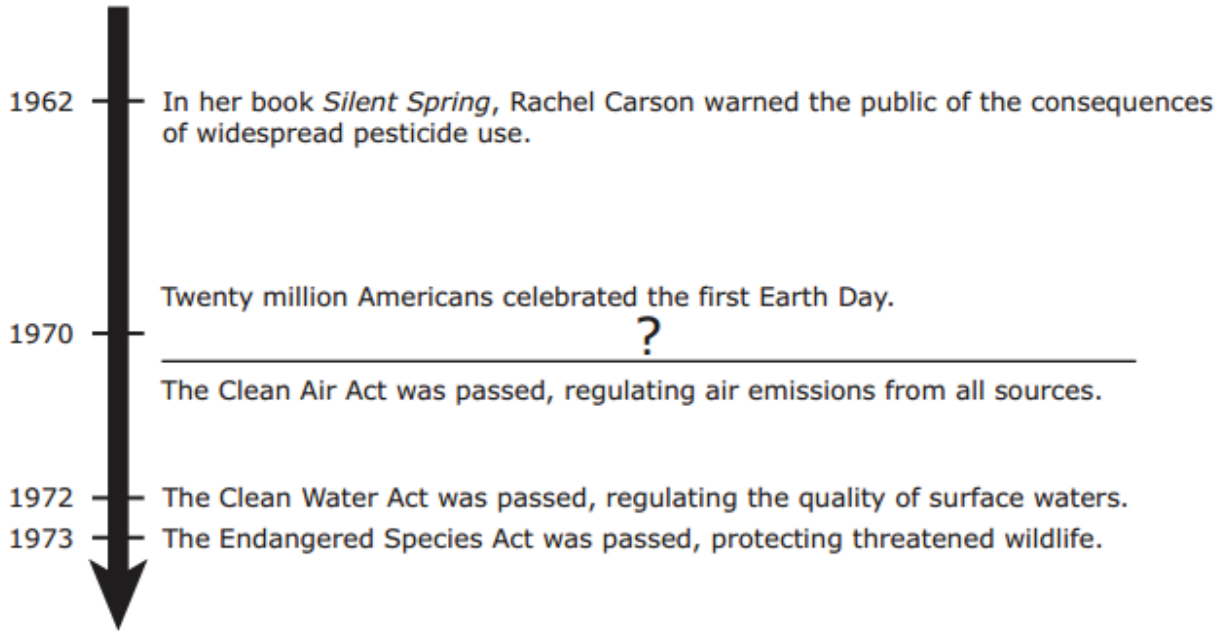 1962 In her book Silent Spring, Rachel Carson warned the public of the consequences
of widespread pesticide use.
Twenty million Americans celebrated the first Earth Day.
1970 ?
The Clean Air Act was passed, regulating air emissions from all sources.
1972 The Clean Water Act was passed, regulating the quality of surface waters.
1973 The Endangered Species Act was passed, protecting threatened wildlife.